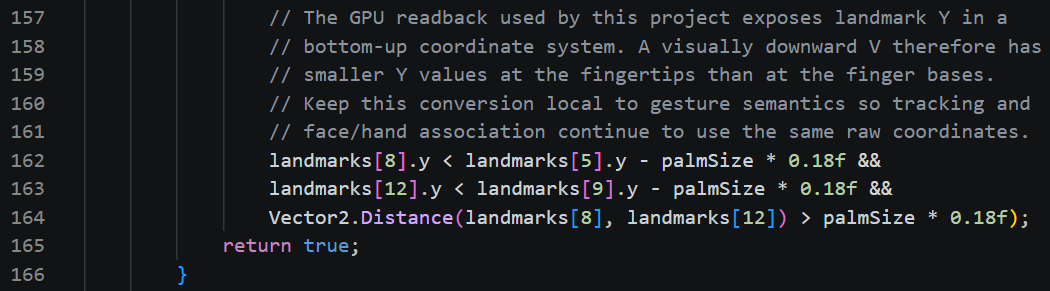 157 // The GPU readback used by this project exposes landmark Y in a
158 // bottom-up coordinate system. A visually downward V therefore has
159 // smaller Y values at the fingertips than at the finger bases.
160 // Keep this conversion local to gesture semantics so tracking and
161 // face/hand association continue to use the same raw coordinates.
162 landmarks[8].y < landmarks[5].y - palmSize * 0.18f &&
163 landmarks[12].y < landmarks[9].y - palmSize * 0.18f &&
164 Vector2.Distance(landmarks[8], landmarks[12]) > palmSize * 0.18f);
165 return true;
166 }